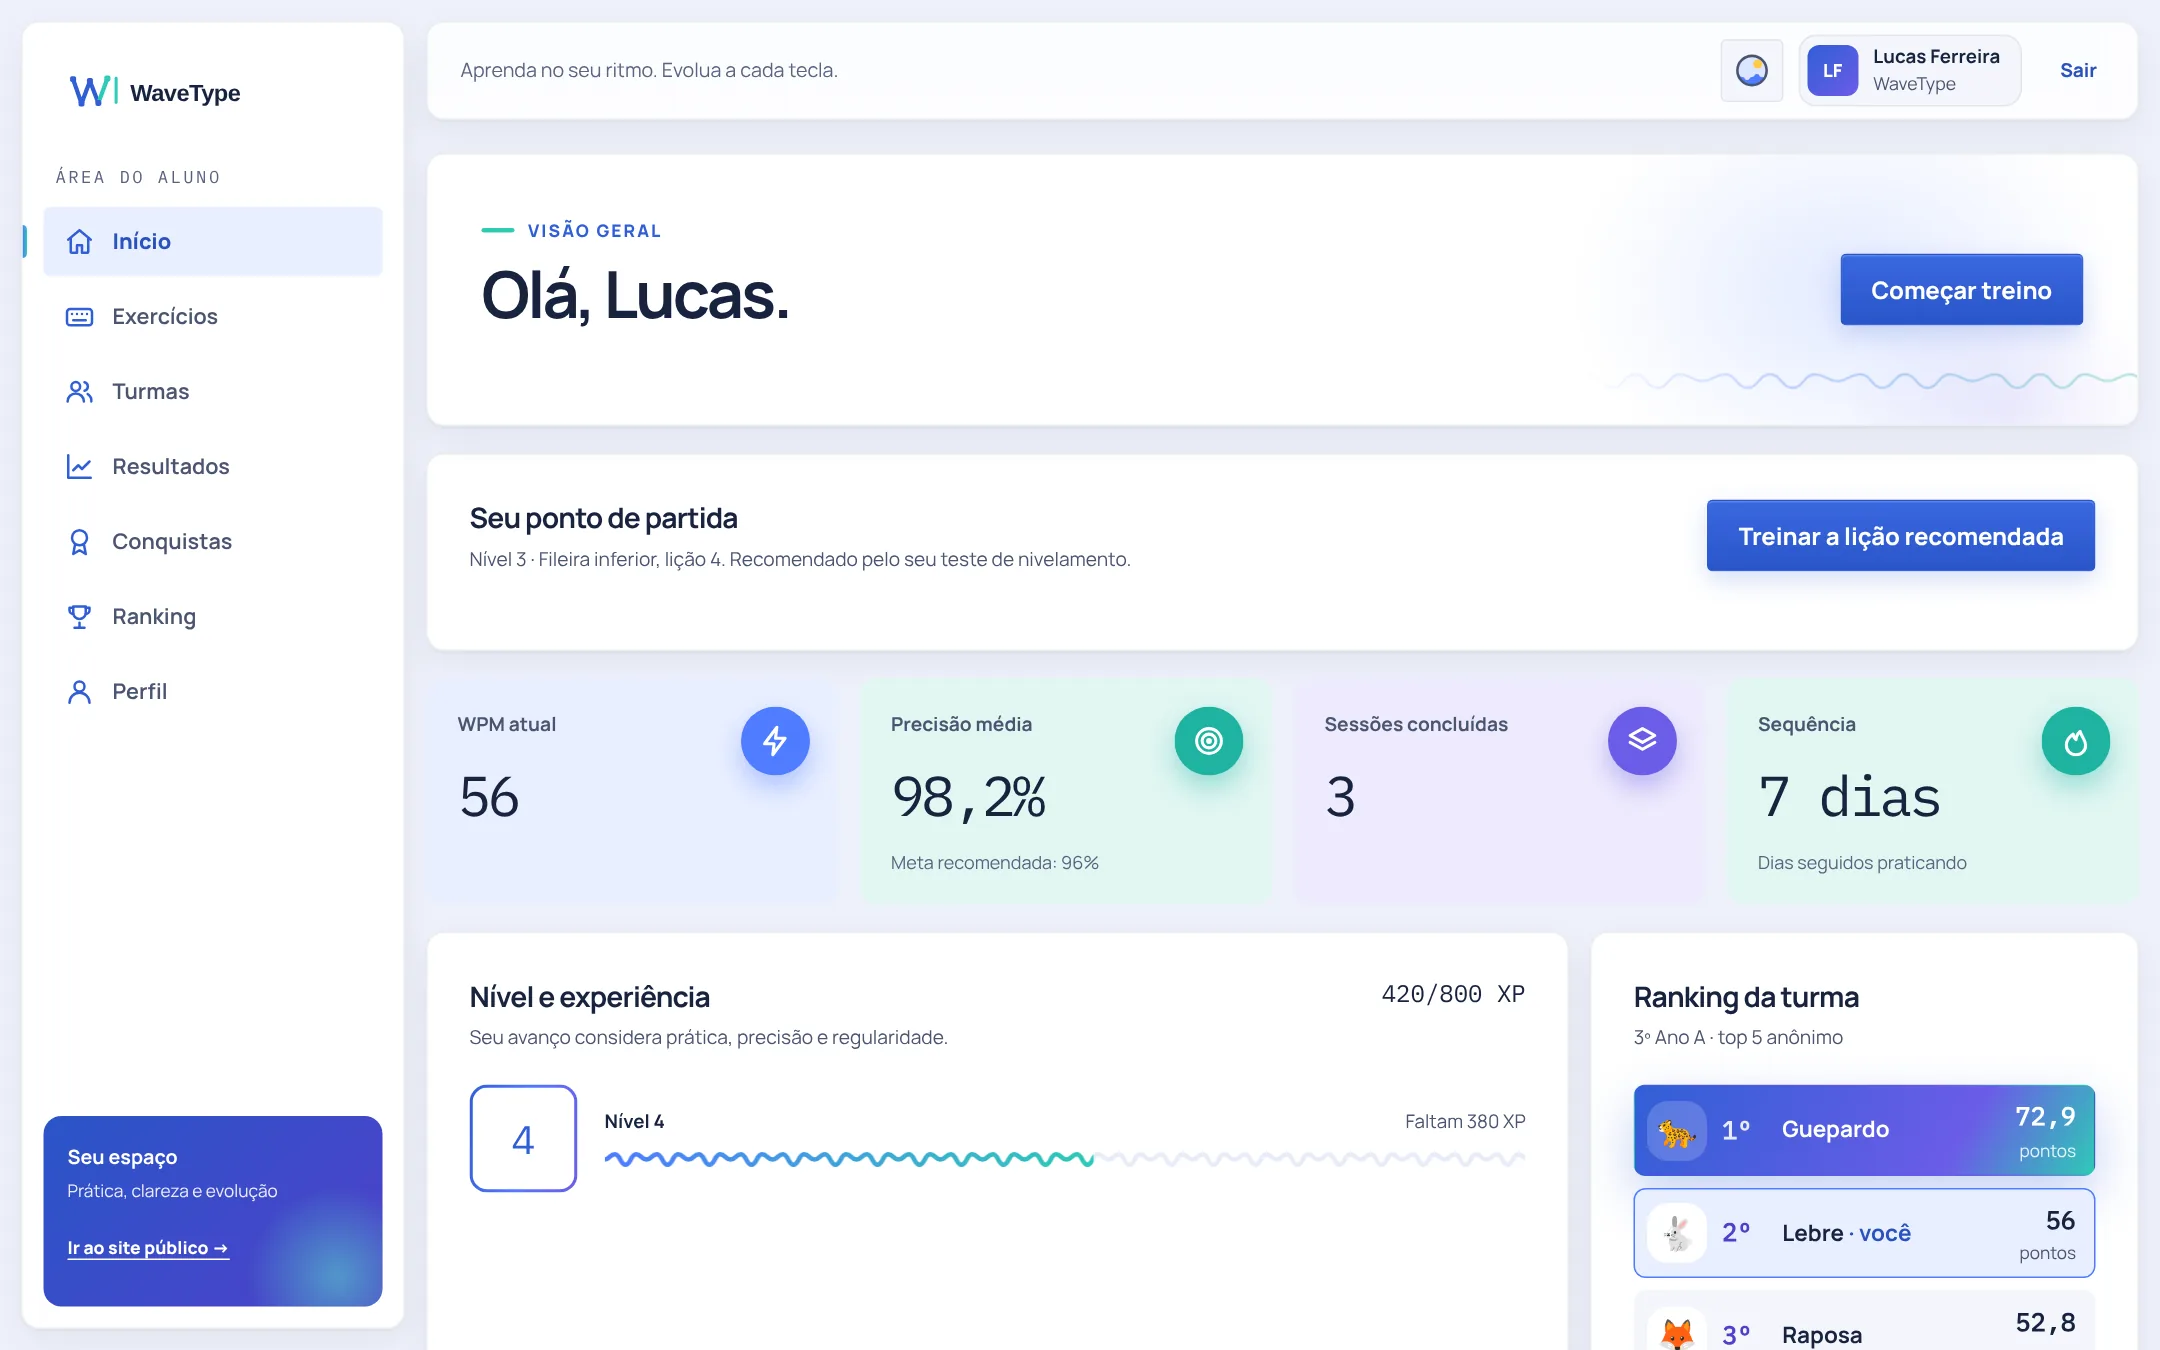 WaveType
ÁREA DO ALUNO
Início
Exercícios
Turmas
Resultados
Conquistas
Ranking
Perfil
Seu espaço
Prática, clareza e evolução
Ir ao site público →
Aprenda no seu ritmo. Evolua a cada tecla.
LF
Lucas Ferreira
WaveType
Sair
VISÃO GERAL
Olá, Lucas.
Começar treino
Seu ponto de partida
Nível 3 · Fileira inferior, lição 4. Recomendado pelo seu teste de nivelamento.
Treinar a lição recomendada
WPM atual
56
Precisão média
98,2%
Meta recomendada: 96%
Sessões concluídas
3
Sequência
7 dias
Dias seguidos praticando
Nível e experiência
420/800 XP
Seu avanço considera prática, precisão e regularidade.
4
Nível 4
Faltam 380 XP
Ranking da turma
3º Ano A · top 5 anônimo
1º Guepardo 72,9 pontos
2º Lebre · você 56 pontos
3º Raposa 52,8